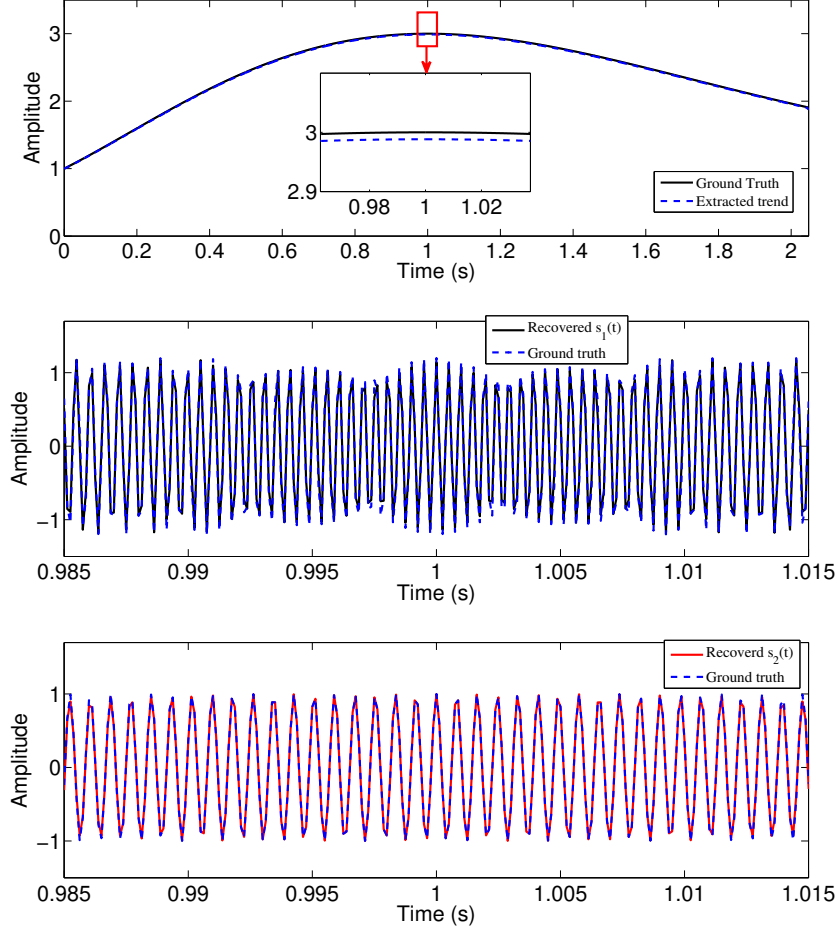 3
2
1
0
Amplitude
3
2.9
0.98 1 1.02
Ground Truth
Extracted trend
0 0.2 0.4 0.6 0.8 1 1.2 1.4 1.6 1.8 2
Time (s)
Recovered s1(t)
Ground truth
1
0
−1
Amplitude
0.985 0.99 0.995 1 1.005 1.01 1.015
Time (s)
Recoverd s2(t)
Ground truth
1
0
−1
Amplitude
0.985 0.99 0.995 1 1.005 1.01 1.015
Time (s)